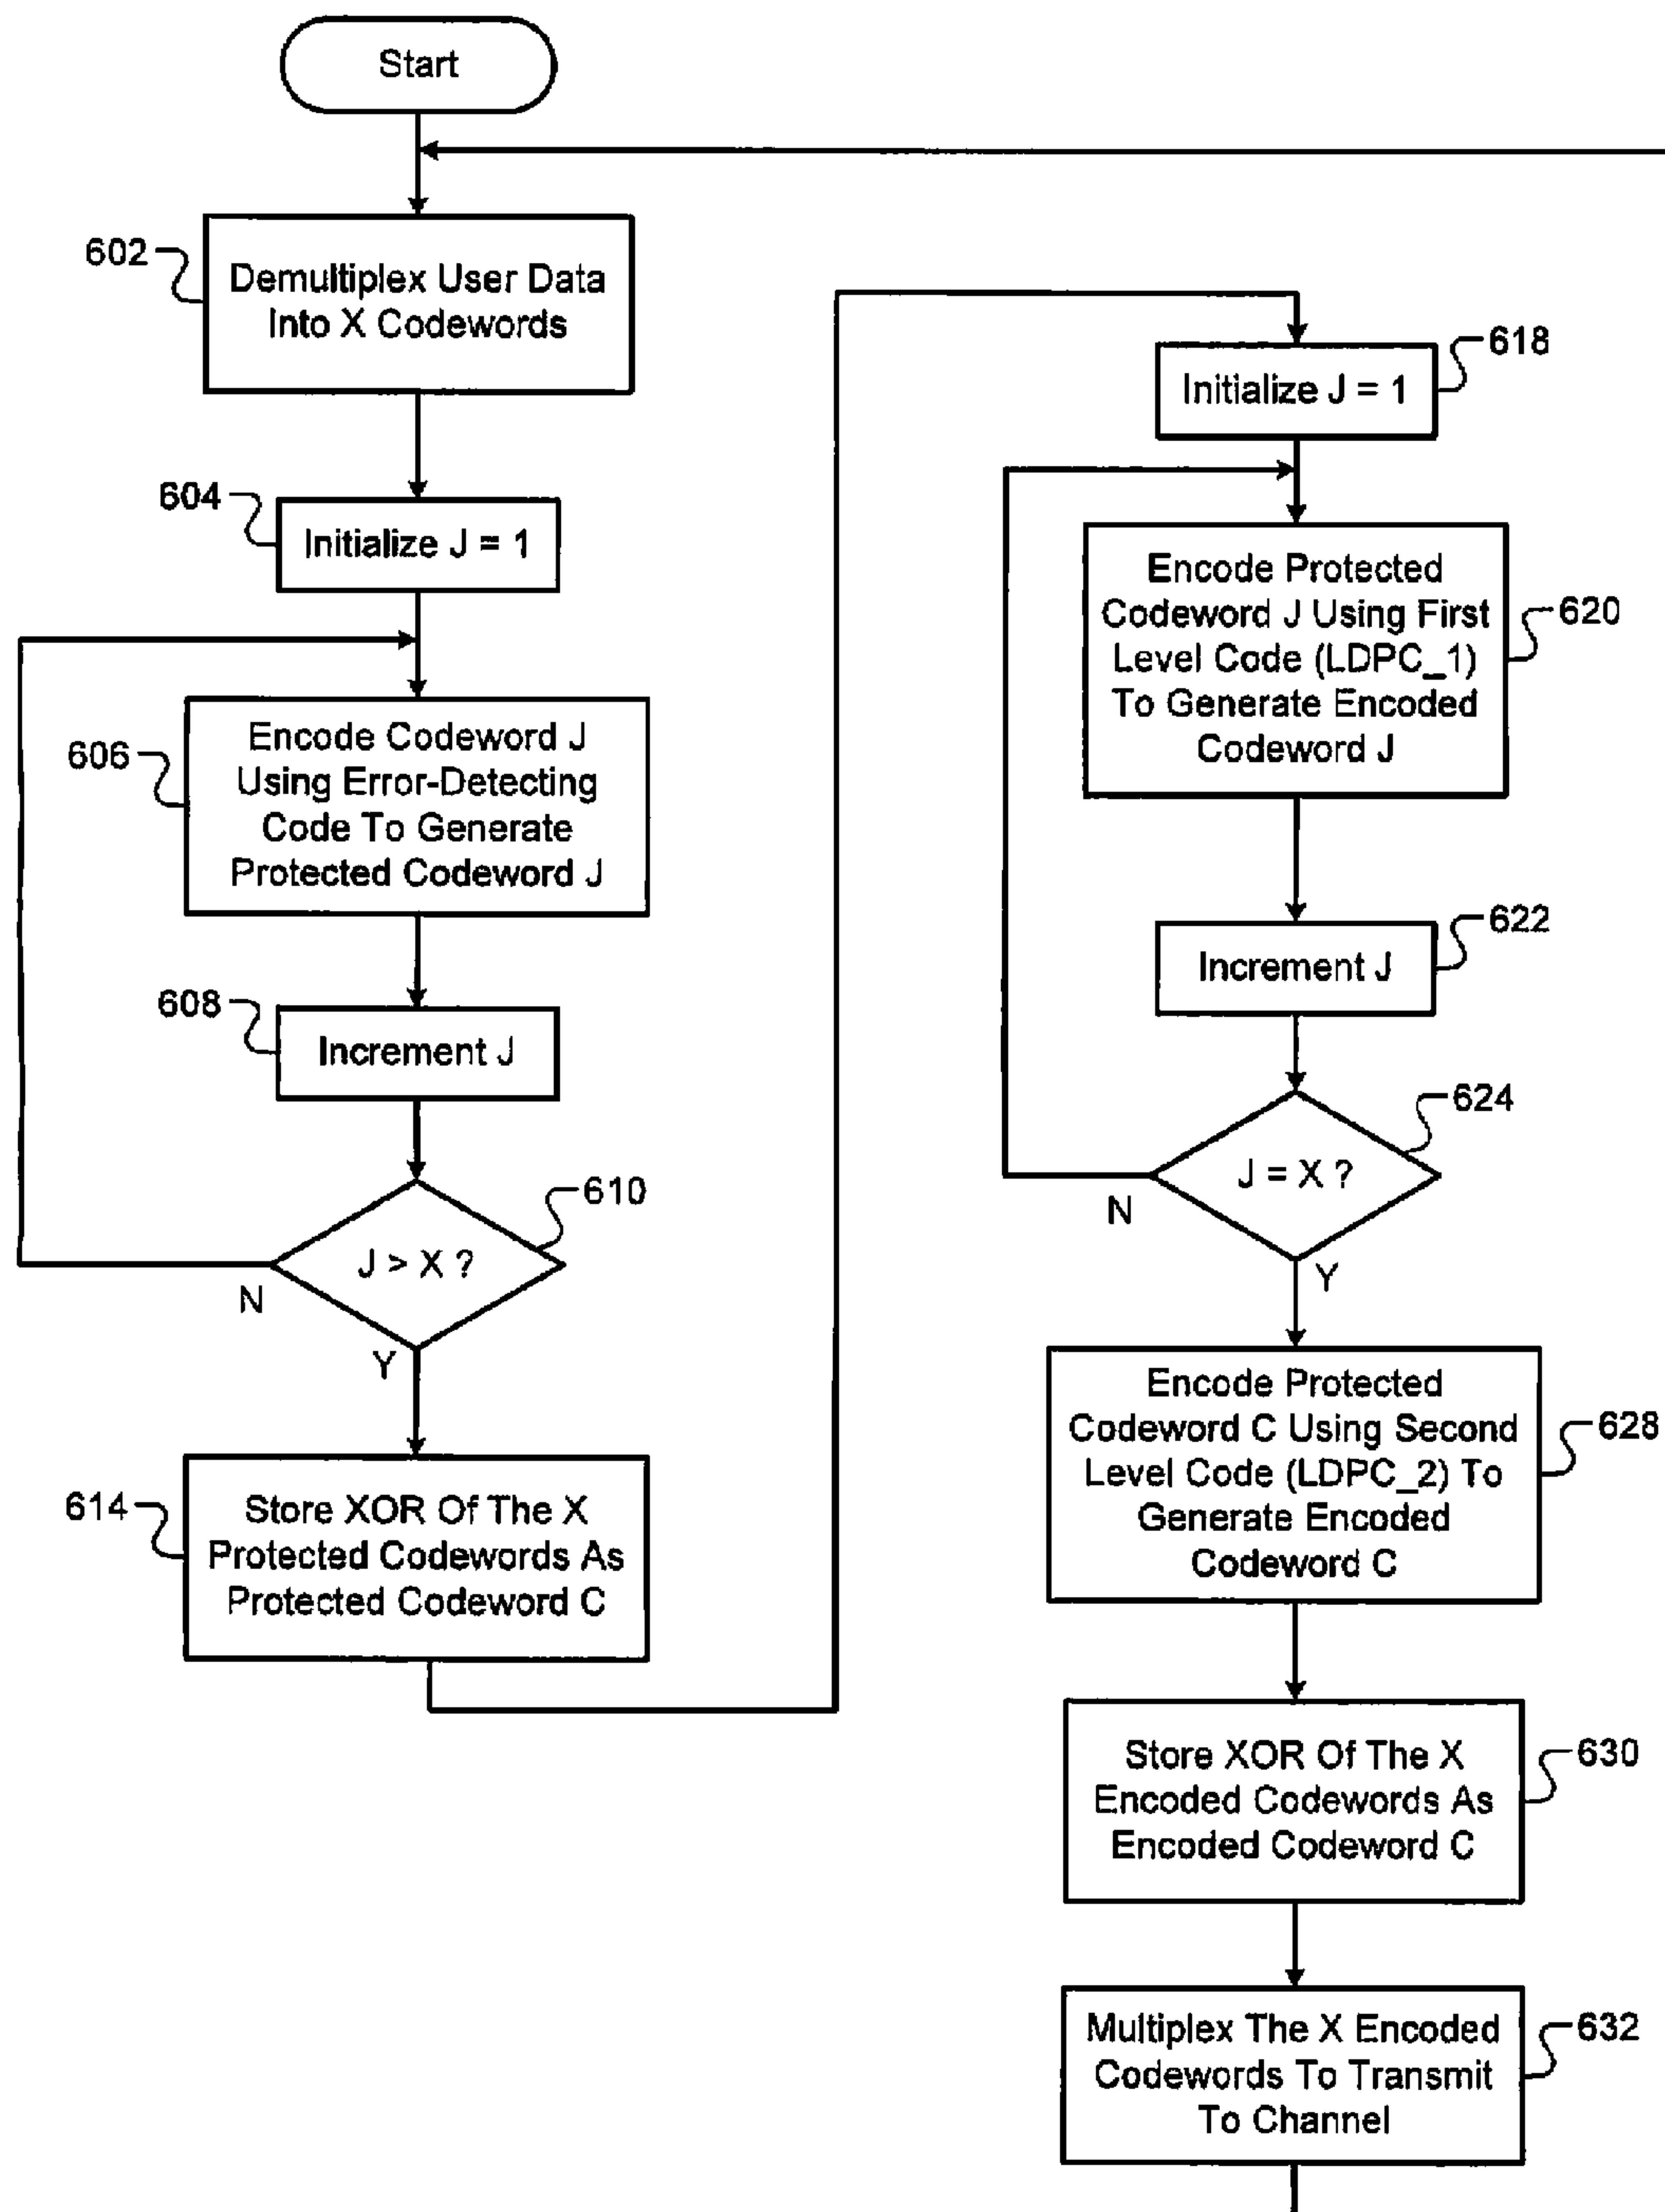 Start
602
Demultiplex User Data
Into X Codewords
604
Initialize J = 1
606
Encode Codeword J
Using Error-Detecting
Code To Generate
Protected Codeword J
608
Increment J
610
J > X ?
N
Y
614
Store XOR Of The X
Protected Codewords As
Protected Codeword C
618
Initialize J = 1
620
Encode Protected
Codeword J Using First
Level Code (LDPC_1)
To Generate Encoded
Codeword J
622
Increment J
624
J = X ?
N
Y
628
Encode Protected
Codeword C Using Second
Level Code (LDPC_2) To
Generate Encoded
Codeword C
630
Store XOR Of The X
Encoded Codewords As
Encoded Codeword C
632
Multiplex The X Encoded
Codewords To Transmit
To Channel